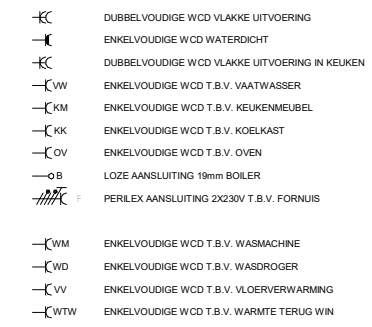 DUBBELVOUDIGE WCD VLAKKE UITVOERING
ENKELVOUDIGE WCD WATERDICHT
DUBBELVOUDIGE WCD VLAKKE UITVOERING IN KEUKEN
VW ENKELVOUDIGE WCD T.B.V. VAATWASSER
KM ENKELVOUDIGE WCD T.B.V. KEUKENMEUBEL
KK ENKELVOUDIGE WCD T.B.V. KOELKAST
OV ENKELVOUDIGE WCD T.B.V. OVEN
B LOZE AANSLUITING 19mm BOILER
F PERILEX AANSLUITING 2X230V T.B.V. FORNUIS
WM ENKELVOUDIGE WCD T.B.V. WASMACHINE
WD ENKELVOUDIGE WCD T.B.V. WASDROGER
VV ENKELVOUDIGE WCD T.B.V. VLOERVERWARMING
WTW ENKELVOUDIGE WCD T.B.V. WARMTE TERUG WIN